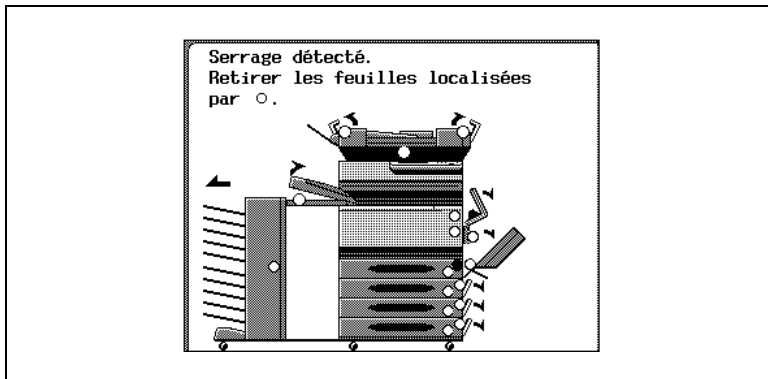 Serrage détecté.
Retirer les feuilles localisées
par ○.